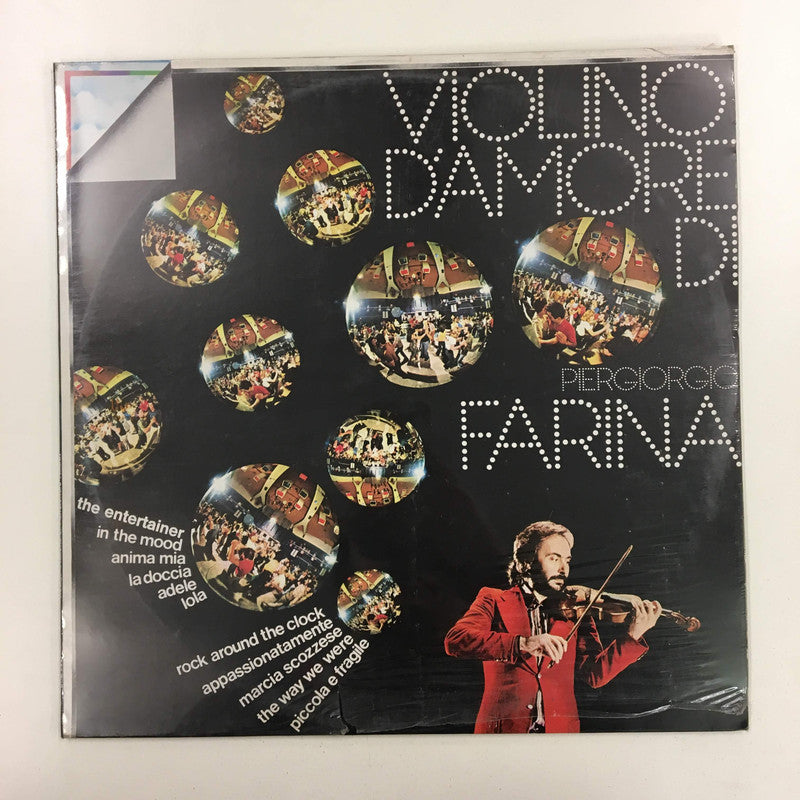 VIOLINO
D'AMORE
DI
PIERGIORGIO
FARINA
the entertainer
in the mood
anima mia
la doccia
adele
lola
rock around the clock
appassionatamente
marcia scozzese
the way we were
piccola e fragile